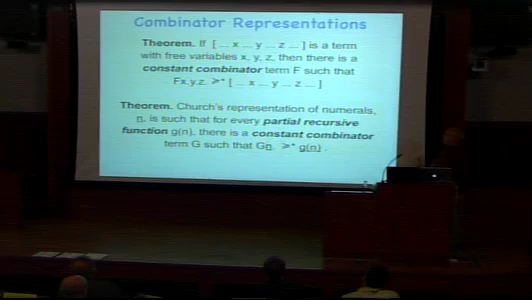 Combinator Representations
Theorem. If [ ... x ... y ... z ... ] is a term
with free variables x, y, z, then there is a
constant combinator term F such that
Fx.y.z. ≽* [ ... x ... y ... z ... ]
Theorem. Church's representation of numerals,
n, is such that for every partial recursive
function g(n), there is a constant combinator
term G such that Gn. ≽* g(n) .